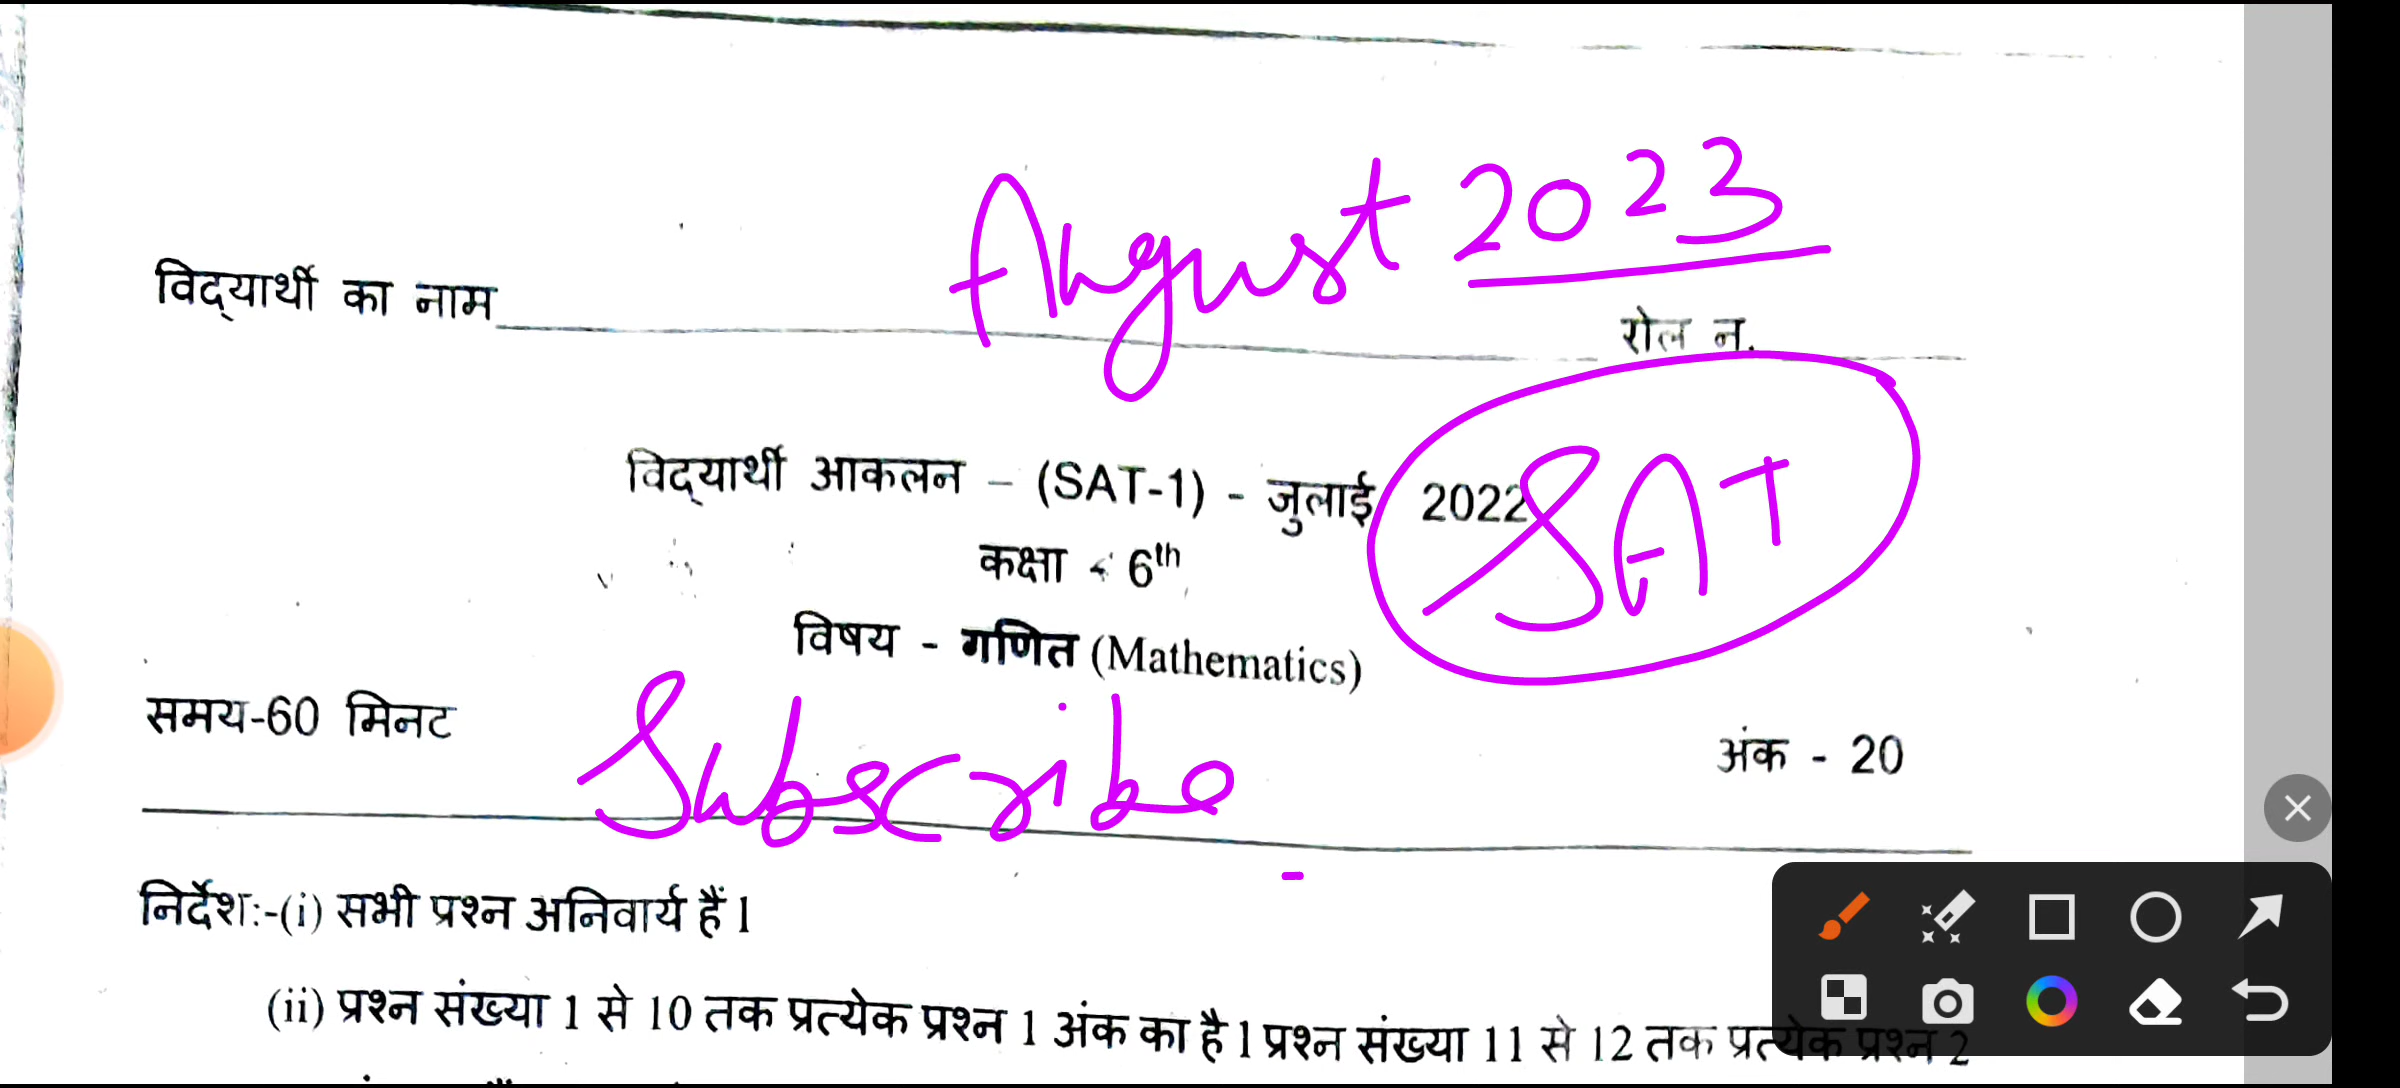 August 2023
विद्यार्थी का नाम
रोल न.
विद्यार्थी आकलन – (SAT-1) - जुलाई 2022
SAT
कक्षा - 6th
विषय - गणित (Mathematics)
समय-60 मिनट
Subscribe
अंक - 20
निर्देश:-(i) सभी प्रश्न अनिवार्य हैं l
(ii) प्रश्न संख्या 1 से 10 तक प्रत्येक प्रश्न 1 अंक का है l प्रश्न संख्या 11 से 12 तक प्रत्येक प्रश्न 2